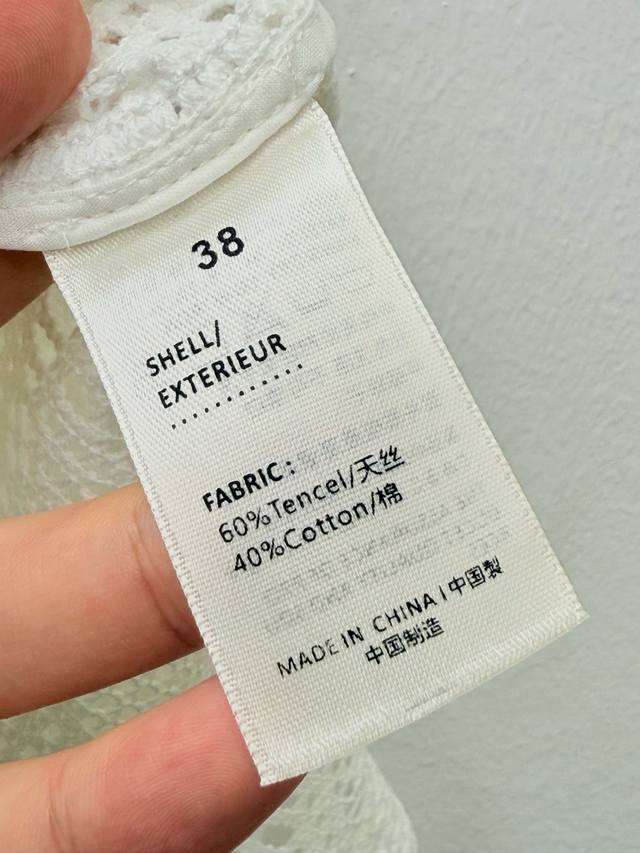 38
SHELL/
EXTERIEUR
............
FABRIC:
60%Tencel/天丝
40%Cotton/棉
MADE IN CHINA I 中国製
中国制造